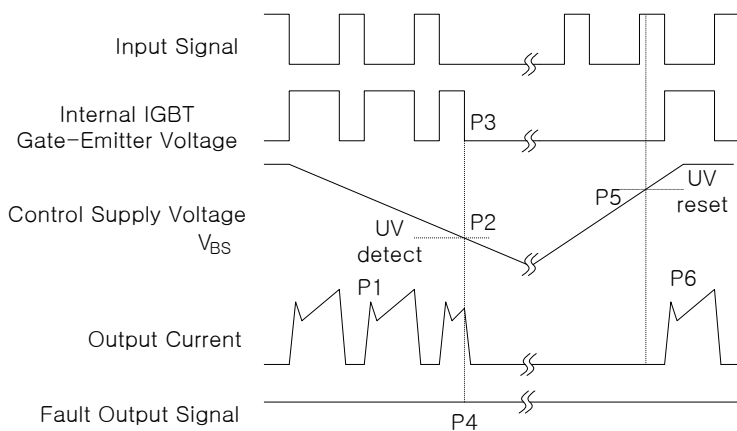 Input Signal
Internal IGBT
Gate-Emitter Voltage
P3
Control Supply Voltage
V_BS
UV
detect
P2
P5
UV
reset
P1
P6
Output Current
Fault Output Signal
P4